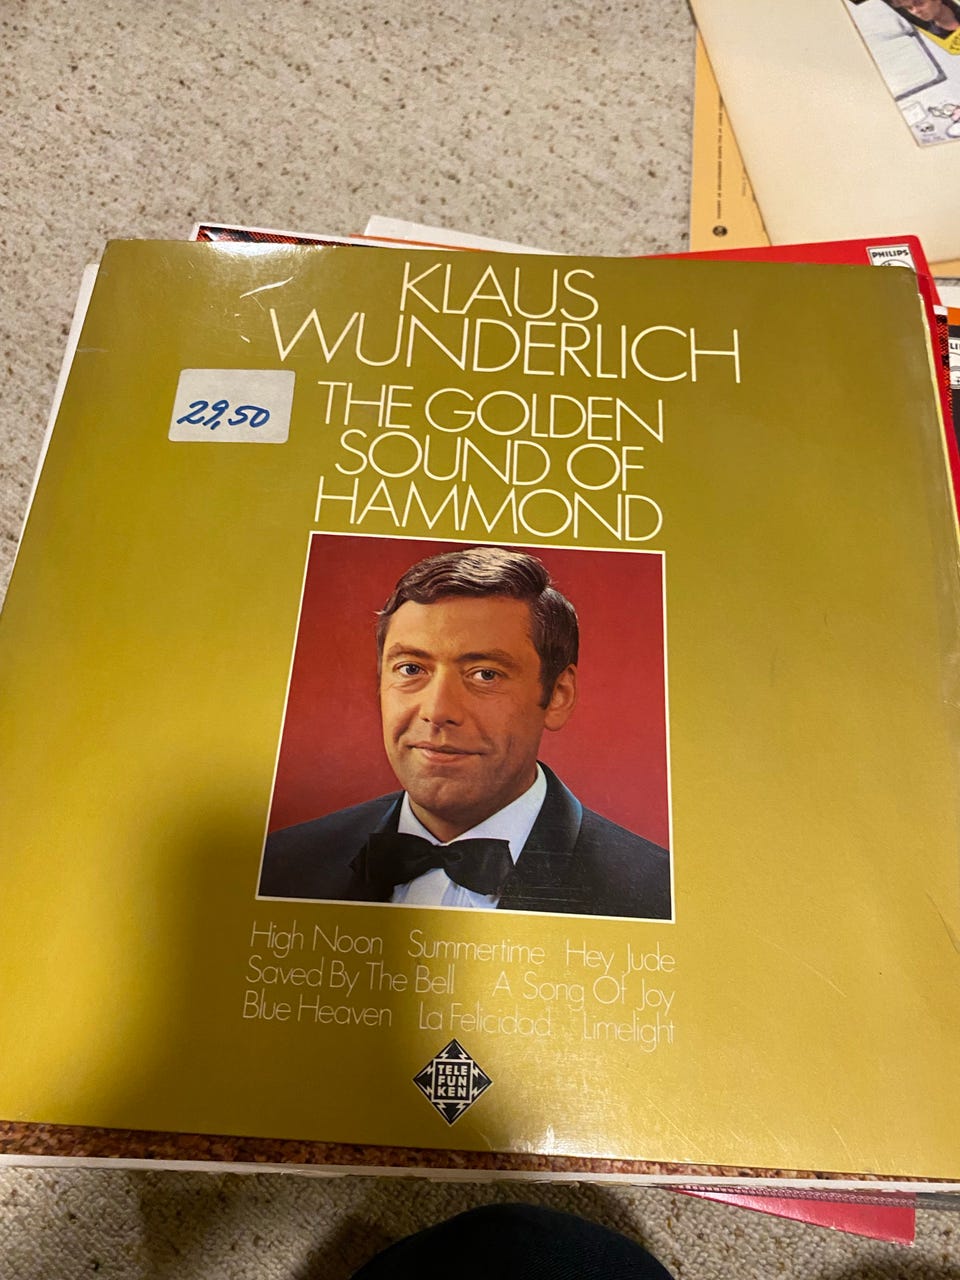 PHILIPS
KLAUS
WUNDERLICH
29,50
THE GOLDEN
SOUND OF
HAMMOND
High Noon Summertime Hey Jude
Saved By The Bell A Song Of Joy
Blue Heaven La Felicidad Limelight
TELE
FUN
KEN